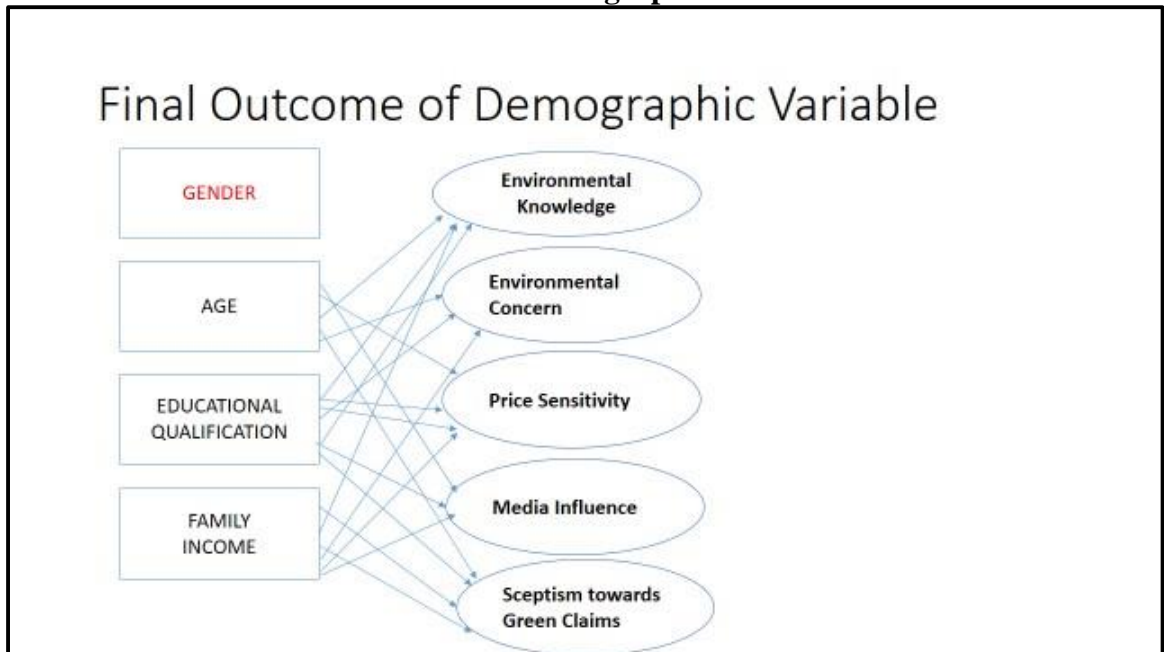 Final Outcome of Demographic Variable
GENDER
AGE
EDUCATIONAL
QUALIFICATION
FAMILY
INCOME
Environmental
Knowledge
Environmental
Concern
Price Sensitivity
Media Influence
Sceptism towards
Green Claims